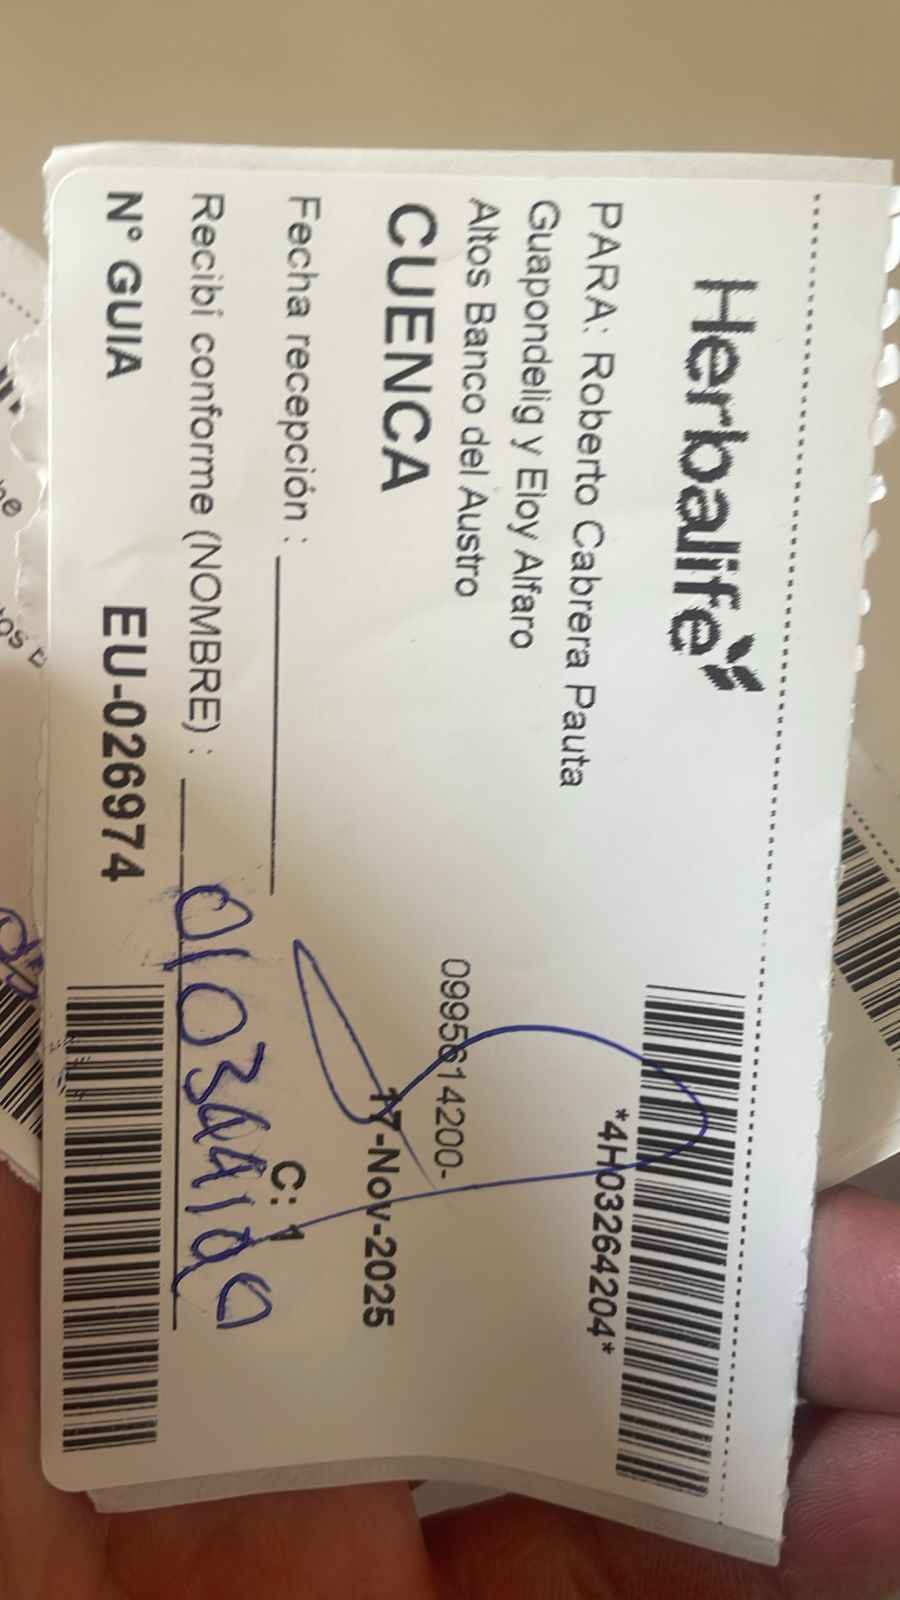 Herbalife
*4H03264204*
PARA: Roberto Cabrera Pauta
Guapondelig y Eloy Alfaro
Altos Banco del Austro
0995614200-
CUENCA
17-Nov-2025
Fecha recepción :
C: 1
Recibí conforme (NOMBRE) :
N° GUIA EU-026974